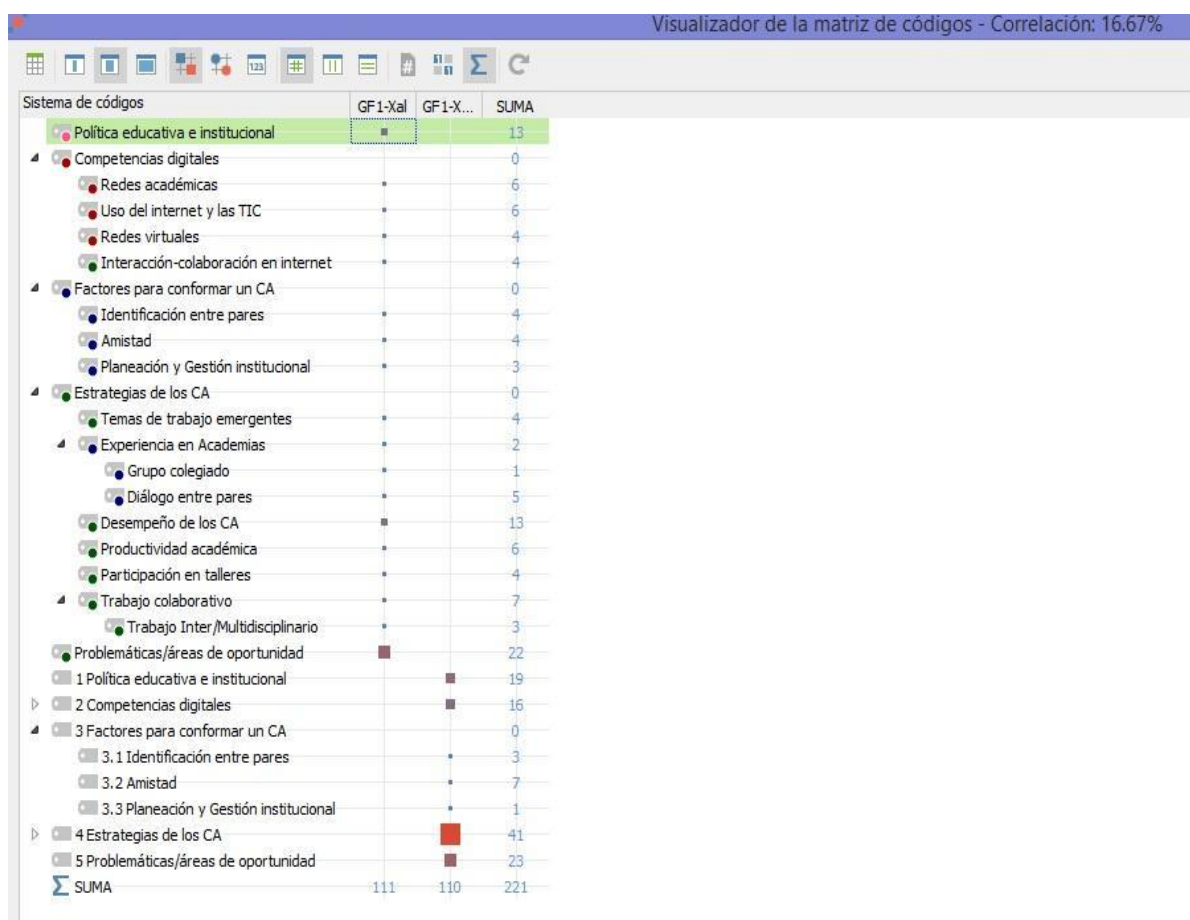 Visualizador de la matriz de códigos - Correlación: 16.67%
123
Sistema de códigos GF1-Xal GF1-X... SUMA
Política educativa e institucional 13
Competencias digitales 0
Redes académicas 6
Uso del internet y las TIC 6
Redes virtuales 4
Interacción-colaboración en internet 4
Factores para conformar un CA 0
Identificación entre pares 4
Amistad 4
Planeación y Gestión institucional 3
Estrategias de los CA 0
Temas de trabajo emergentes 4
Experiencia en Academias 2
Grupo colegiado 1
Diálogo entre pares 5
Desempeño de los CA 13
Productividad académica 6
Participación en talleres 4
Trabajo colaborativo 7
Trabajo Inter/Multidisciplinario 3
Problemáticas/áreas de oportunidad 22
1 Política educativa e institucional 19
2 Competencias digitales 16
3 Factores para conformar un CA 0
3.1 Identificación entre pares 3
3.2 Amistad 7
3.3 Planeación y Gestión institucional 1
4 Estrategias de los CA 41
5 Problemáticas/áreas de oportunidad 23
Σ SUMA 111 110 221